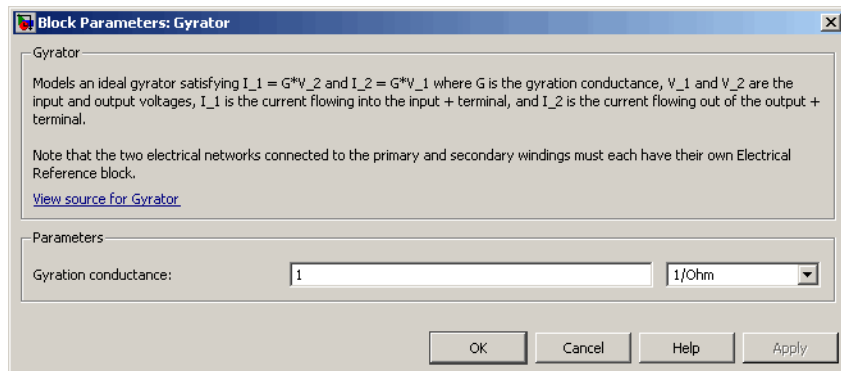 Block Parameters: Gyrator
Gyrator
Models an ideal gyrator satisfying I_1 = G*V_2 and I_2 = G*V_1 where G is the gyration conductance, V_1 and V_2 are the
input and output voltages, I_1 is the current flowing into the input + terminal, and I_2 is the current flowing out of the output +
terminal.
Note that the two electrical networks connected to the primary and secondary windings must each have their own Electrical
Reference block.
View source for Gyrator
Parameters
Gyration conductance: 1 1/Ohm
OK Cancel Help Apply